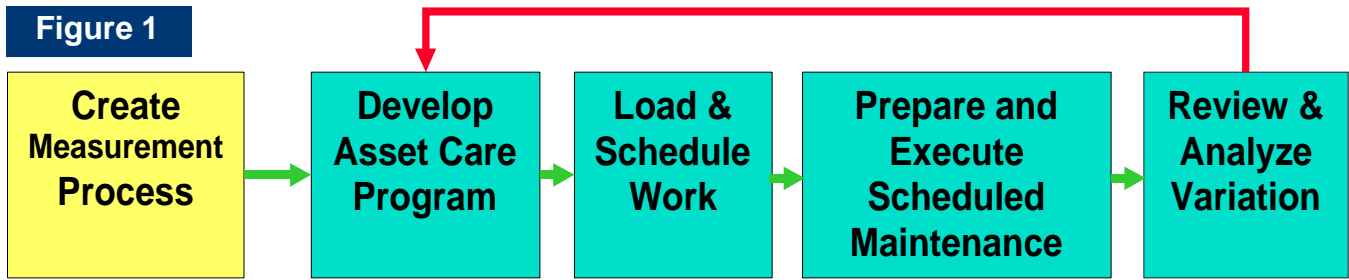 Figure 1
Create
Measurement
Process
Develop
Asset Care
Program
Load &
Schedule
Work
Prepare and
Execute
Scheduled
Maintenance
Review &
Analyze
Variation